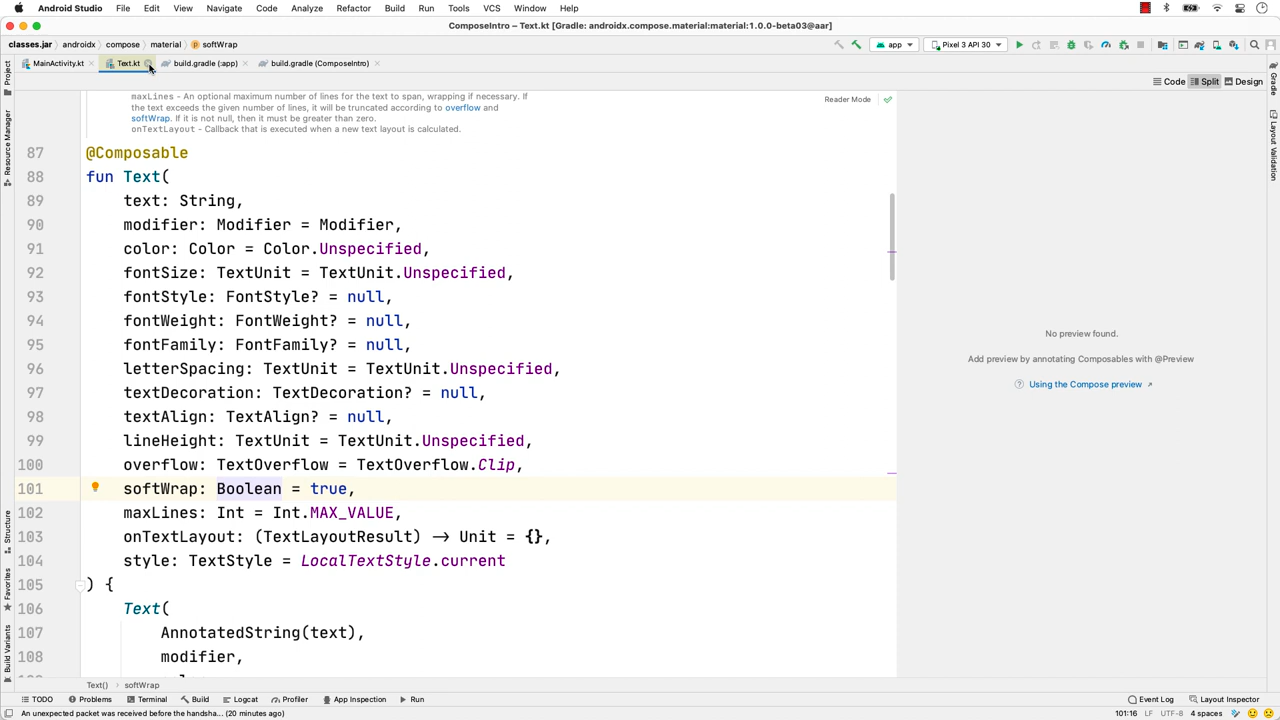 Android Studio File Edit View Navigate Code Analyze Refactor Build Run Tools VCS Window Help
ComposeIntro – Text.kt [Gradle: androidx.compose.material:material:1.0.0-beta03@aar]
classes.jar androidx compose material softWrap app Pixel 3 API 30
MainActivity.kt Text.kt build.gradle (:app) build.gradle (ComposeIntro)
Code Split Design
Project
Resource Manager
Structure
Favorites
Build Variants
Gradle
Layout Validation
Reader Mode
maxLines - An optional maximum number of lines for the text to span, wrapping if necessary. If
the text exceeds the given number of lines, it will be truncated according to overflow and
softWrap. If it is not null, then it must be greater than zero.
onTextLayout - Callback that is executed when a new text layout is calculated.
87 @Composable
88 fun Text(
89 text: String,
90 modifier: Modifier = Modifier,
91 color: Color = Color.Unspecified,
92 fontSize: TextUnit = TextUnit.Unspecified,
93 fontStyle: FontStyle? = null,
94 fontWeight: FontWeight? = null,
95 fontFamily: FontFamily? = null,
96 letterSpacing: TextUnit = TextUnit.Unspecified,
97 textDecoration: TextDecoration? = null,
98 textAlign: TextAlign? = null,
99 lineHeight: TextUnit = TextUnit.Unspecified,
100 overflow: TextOverflow = TextOverflow.Clip,
101 softWrap: Boolean = true,
102 maxLines: Int = Int.MAX_VALUE,
103 onTextLayout: (TextLayoutResult) → Unit = {},
104 style: TextStyle = LocalTextStyle.current
105 ) {
106 Text(
107 AnnotatedString(text),
108 modifier,
No preview found.
Add preview by annotating Composables with @Preview
Using the Compose preview ↗
Text() softWrap
TODO Problems Terminal Build Logcat Profiler App Inspection Run Event Log Layout Inspector
An unexpected packet was received before the handsha... (20 minutes ago) 101:16 LF UTF-8 4 spaces